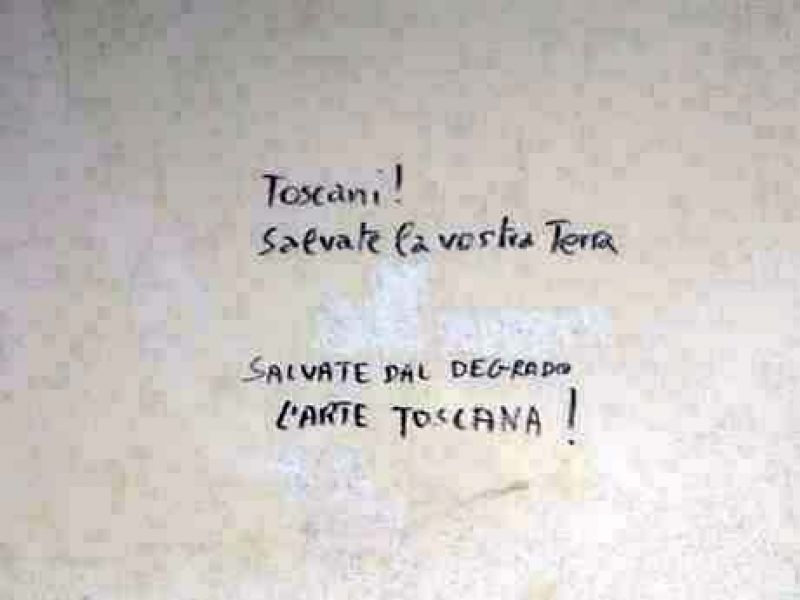 Toscani!
Salvate la vostra Terra
SALVATE DAL DEGRADO
L'ARTE TOSCANA!